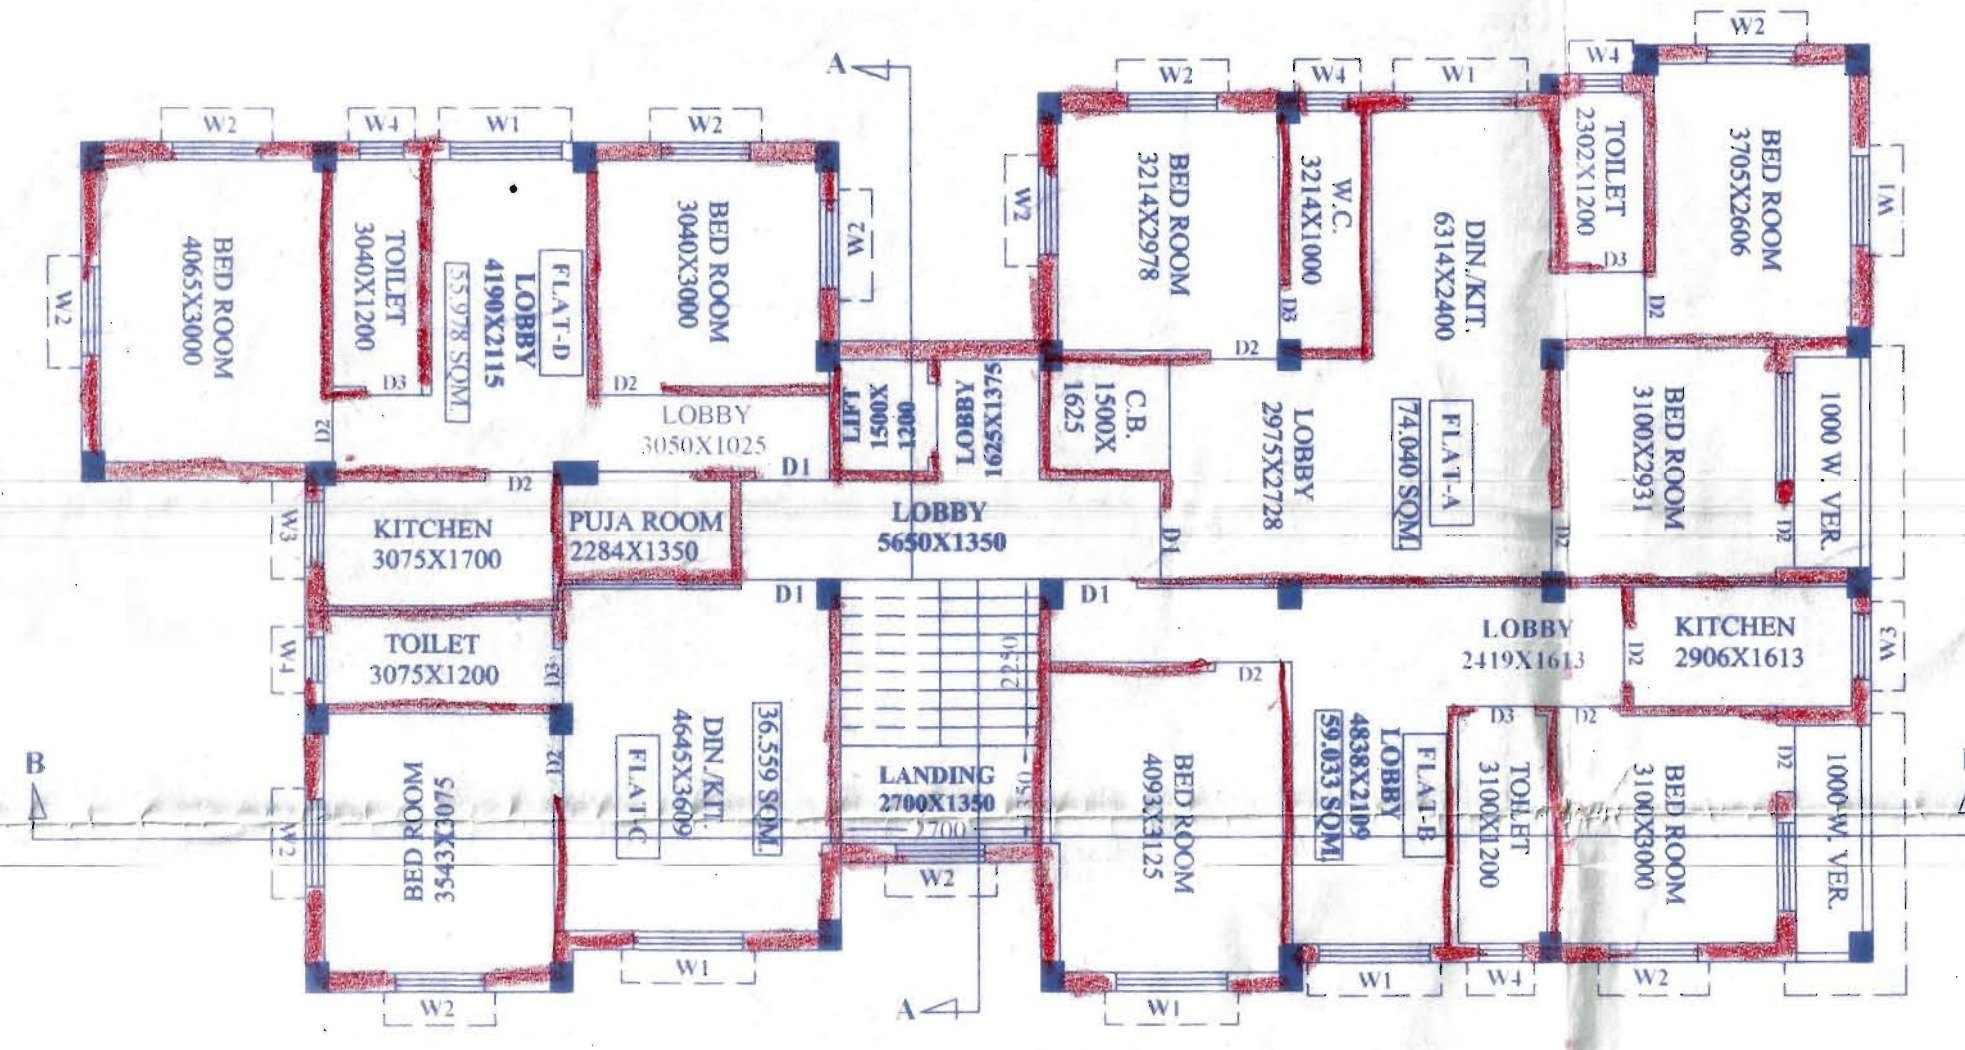 W2
W4
W1
W2
A
W2
W4
W1
W4
W2
BED ROOM
4065X3000
W2
TOILET
3040X1200
D3
D2
FLAT-D
LOBBY
4190X2115
55.978 SQM.
BED ROOM
3040X3000
W2
D2
LOBBY
3050X1025
D1
LIFT
1500X
1200
LOBBY
1625X1375
W2
BED ROOM
3214X2978
D2
W.C.
3214X1000
D3
DIN./KIT.
6314X2400
TOILET
2302X1200
D3
BED ROOM
3705X2606
W1
D2
C.B.
1500X
1625
LOBBY
2975X2728
FLAT-A
74.040 SQM.
BED ROOM
3100X2931
D2
D2
1000 W. VER.
D2
W3
KITCHEN
3075X1700
PUJA ROOM
2284X1350
LOBBY
5650X1350
D1
D1
D1
W4
TOILET
3075X1200
D3
2250
LOBBY
2419X1613
D2
KITCHEN
2906X1613
W3
D2
D3
D2
B
W2
BED ROOM
3543X3075
D1
FLAT-C
DIN./KIT.
4645X3609
36.559 SQM.
LANDING
2700X1350
2700
W2
BED ROOM
4093X3125
FLAT-B
LOBBY
4838X2109
59.033 SQM.
TOILET
3100X1200
BED ROOM
3100X3000
D2
1000 W. VER.
W2
W1
A
W1
W1
W4
W2